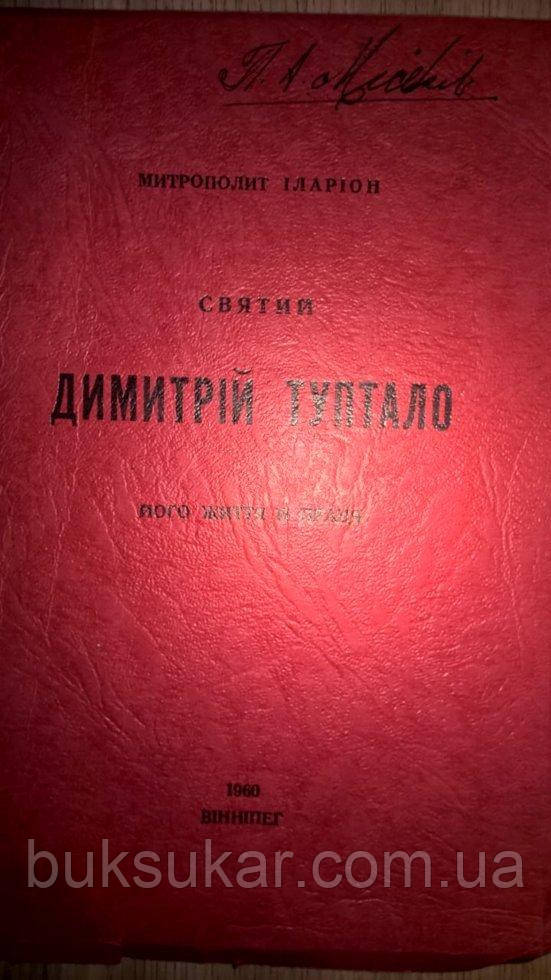 МИТРОПОЛИТ ІЛАРІОН
СВЯТИЙ
ДИМИТРІЙ ТУПТАЛО
ЙОГО ЖИТТЯ Й ПРАЦЯ
1960
ВІННІПЕГ
buksukar.com.ua